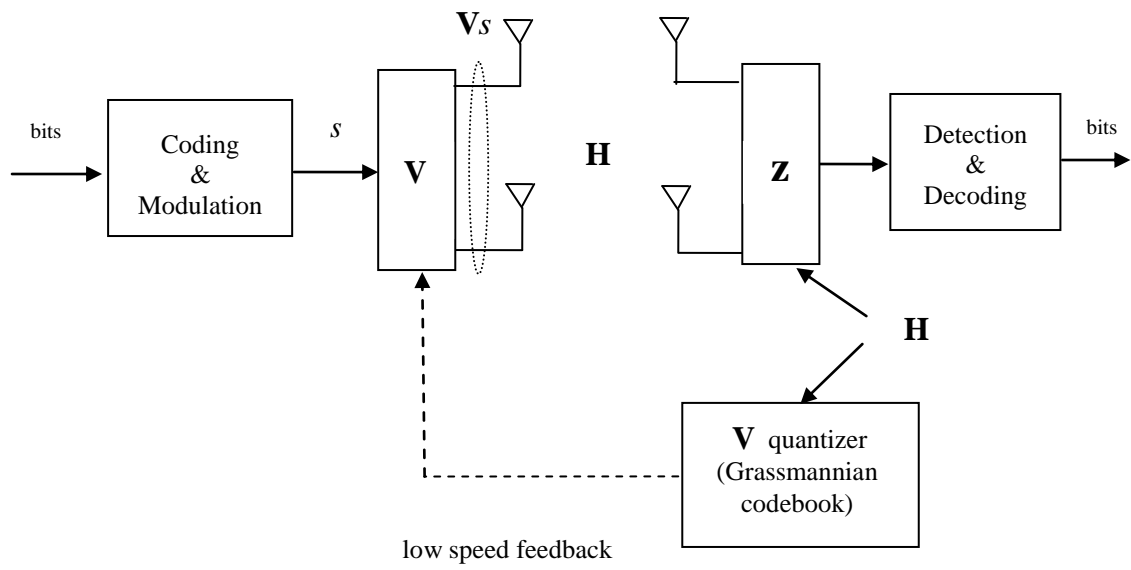 Vs
bits
Coding
&
Modulation
s
V
H
Z
Detection
&
Decoding
bits
H
V quantizer
(Grassmannian
codebook)
low speed feedback